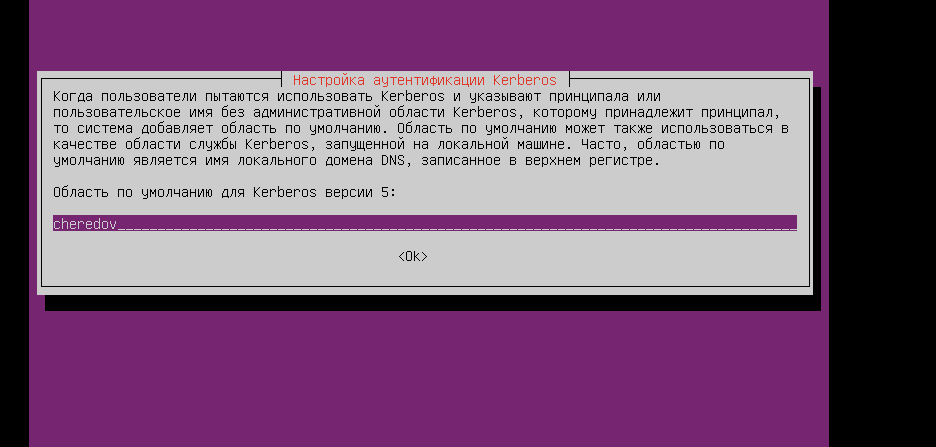 Настройка аутентификации Kerberos
Когда пользователи пытаются использовать Kerberos и указывают принципала или
пользовательское имя без административной области Kerberos, которому принадлежит принципал,
то система добавляет область по умолчанию. Область по умолчанию может также использоваться в
качестве области службы Kerberos, запущенной на локальной машине. Часто, областью по
умолчанию является имя локального домена DNS, записанное в верхнем регистре.
Область по умолчанию для Kerberos версии 5:
cheredov
<Ok>